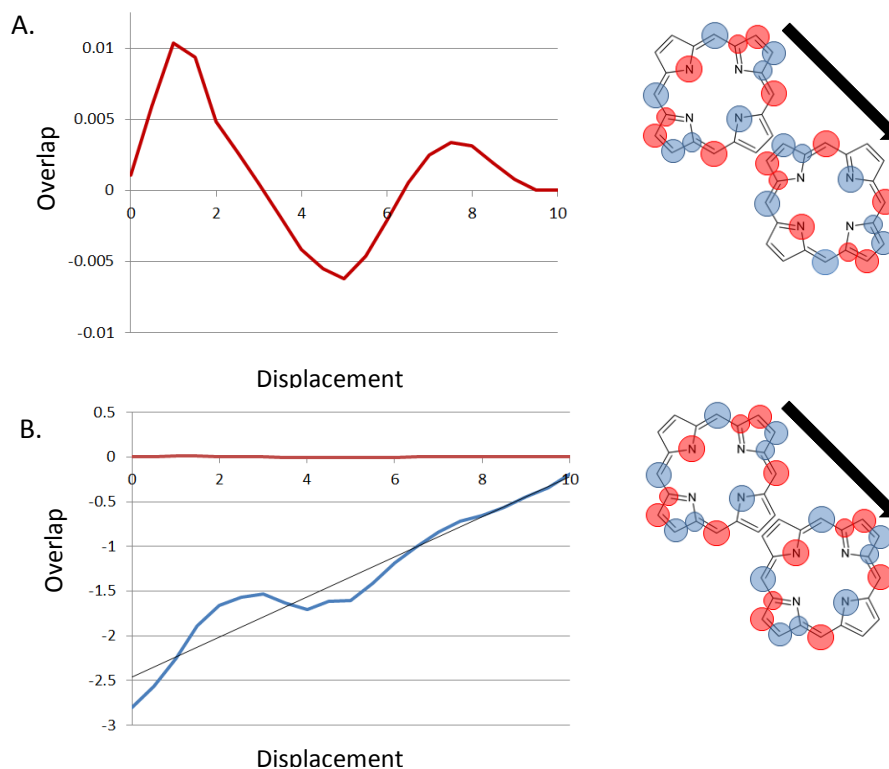 A.
0.01
0.005
0
-0.005
-0.01
0 2 4 6 8 10
Overlap
Displacement
N N N N
N N N N
B.
0.5
0
-0.5
-1
-1.5
-2
-2.5
-3
0 2 4 6 8 10
Overlap
Displacement
N N N N
N N N N